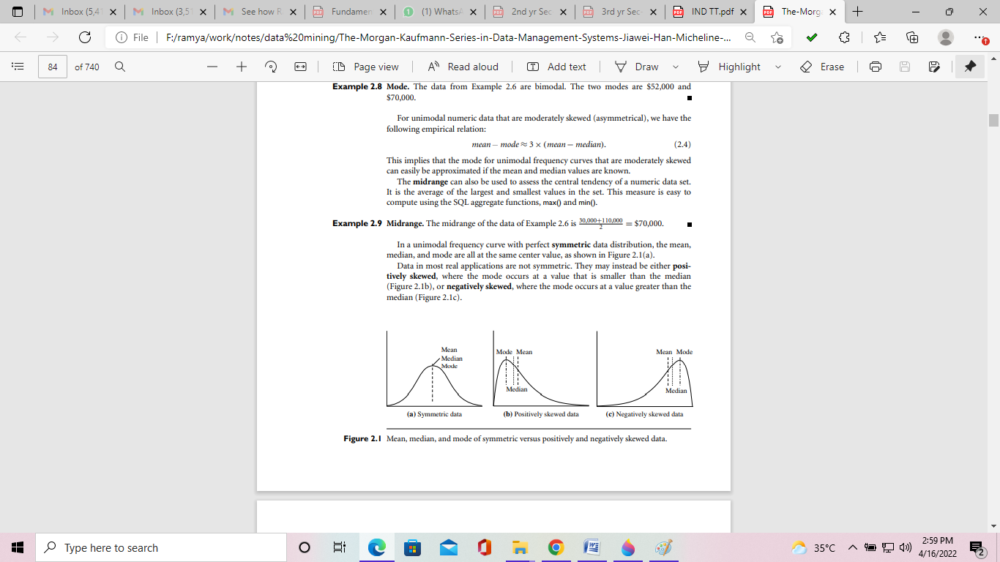 Inbox (5,4
Inbox (3,51
See how R
Fundamen
(1) WhatsA
2nd yr Sec
3rd yr Sec-
IND TT.pdf
The-Morg
File
F:/ramya/work/notes/data%20mining/The-Morgan-Kaufmann-Series-in-Data-Management-Systems-Jiawei-Han-Micheline-...
84 of 740
Page view
Read aloud
Add text
Draw
Highlight
Erase
Example 2.8 Mode. The data from Example 2.6 are bimodal. The two modes are $52,000 and
$70,000.
For unimodal numeric data that are moderately skewed (asymmetrical), we have the
following empirical relation:
mean − mode ≈ 3 × (mean − median). (2.4)
This implies that the mode for unimodal frequency curves that are moderately skewed
can easily be approximated if the mean and median values are known.
The midrange can also be used to assess the central tendency of a numeric data set.
It is the average of the largest and smallest values in the set. This measure is easy to
compute using the SQL aggregate functions, max() and min().
Example 2.9 Midrange. The midrange of the data of Example 2.6 is 30,000+110,000/2 = $70,000.
In a unimodal frequency curve with perfect symmetric data distribution, the mean,
median, and mode are all at the same center value, as shown in Figure 2.1(a).
Data in most real applications are not symmetric. They may instead be either posi-
tively skewed, where the mode occurs at a value that is smaller than the median
(Figure 2.1b), or negatively skewed, where the mode occurs at a value greater than the
median (Figure 2.1c).
Mean
Median
Mode
(a) Symmetric data
Mode Mean
Median
(b) Positively skewed data
Mean Mode
Median
(c) Negatively skewed data
Figure 2.1 Mean, median, and mode of symmetric versus positively and negatively skewed data.
Type here to search
35°C
2:59 PM
4/16/2022
2